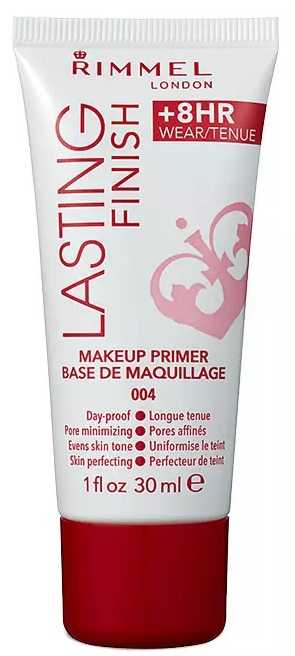 RIMMEL
LONDON
+8HR
WEAR/TENUE
LASTING
FINISH
MAKEUP PRIMER
BASE DE MAQUILLAGE
004
Day-proof ● Longue tenue
Pore minimizing ● Pores affinés
Evens skin tone ● Uniformise le teint
Skin perfecting ● Perfecteur de teint
1 fl oz 30 ml ℮